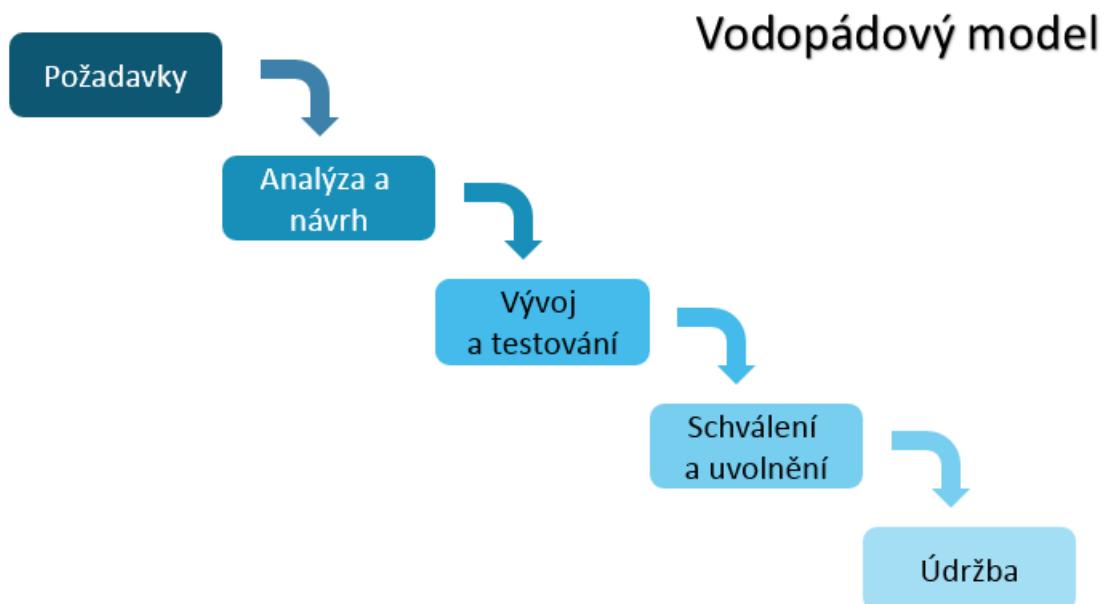 Vodopádový model
Požadavky
Analýza a
návrh
Vývoj
a testování
Schválení
a uvolnění
Údržba